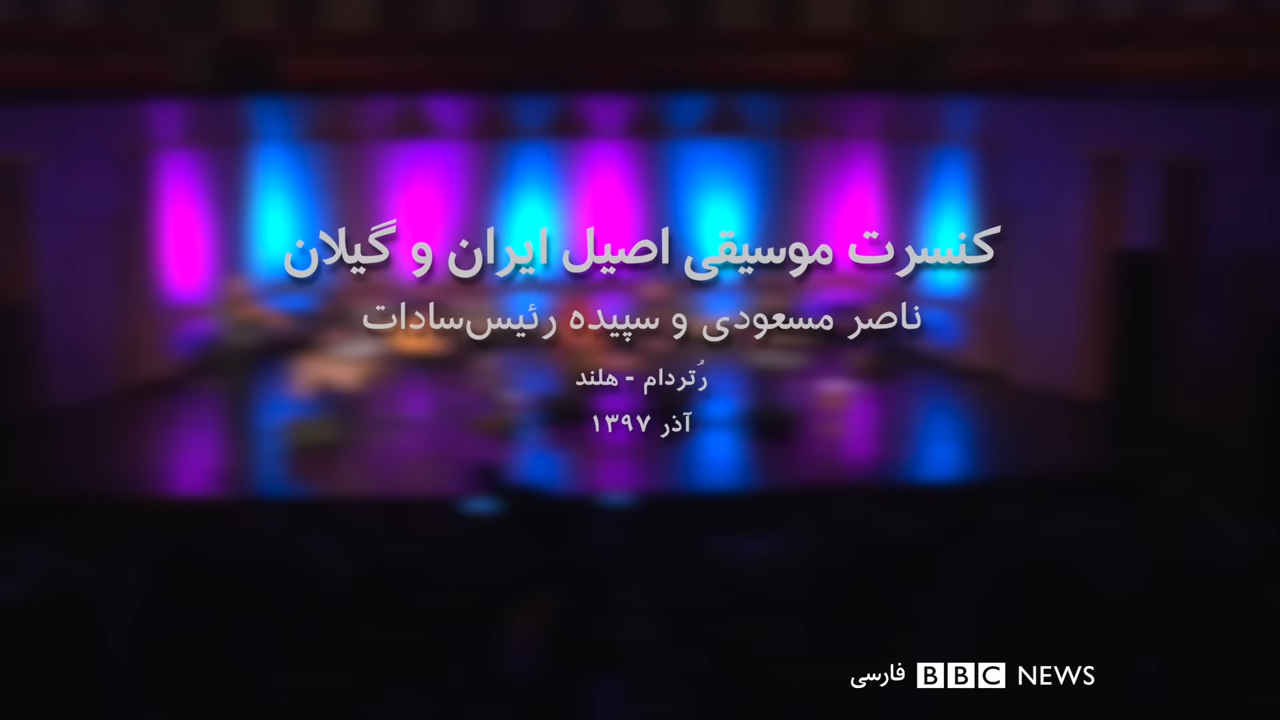 کنسرت موسیقی اصیل ایران و گیلان
ناصر مسعودی و سپیده رئیس‌سادات
رُتردام - هلند
آذر ۱۳۹۷
BBC NEWS فارسی